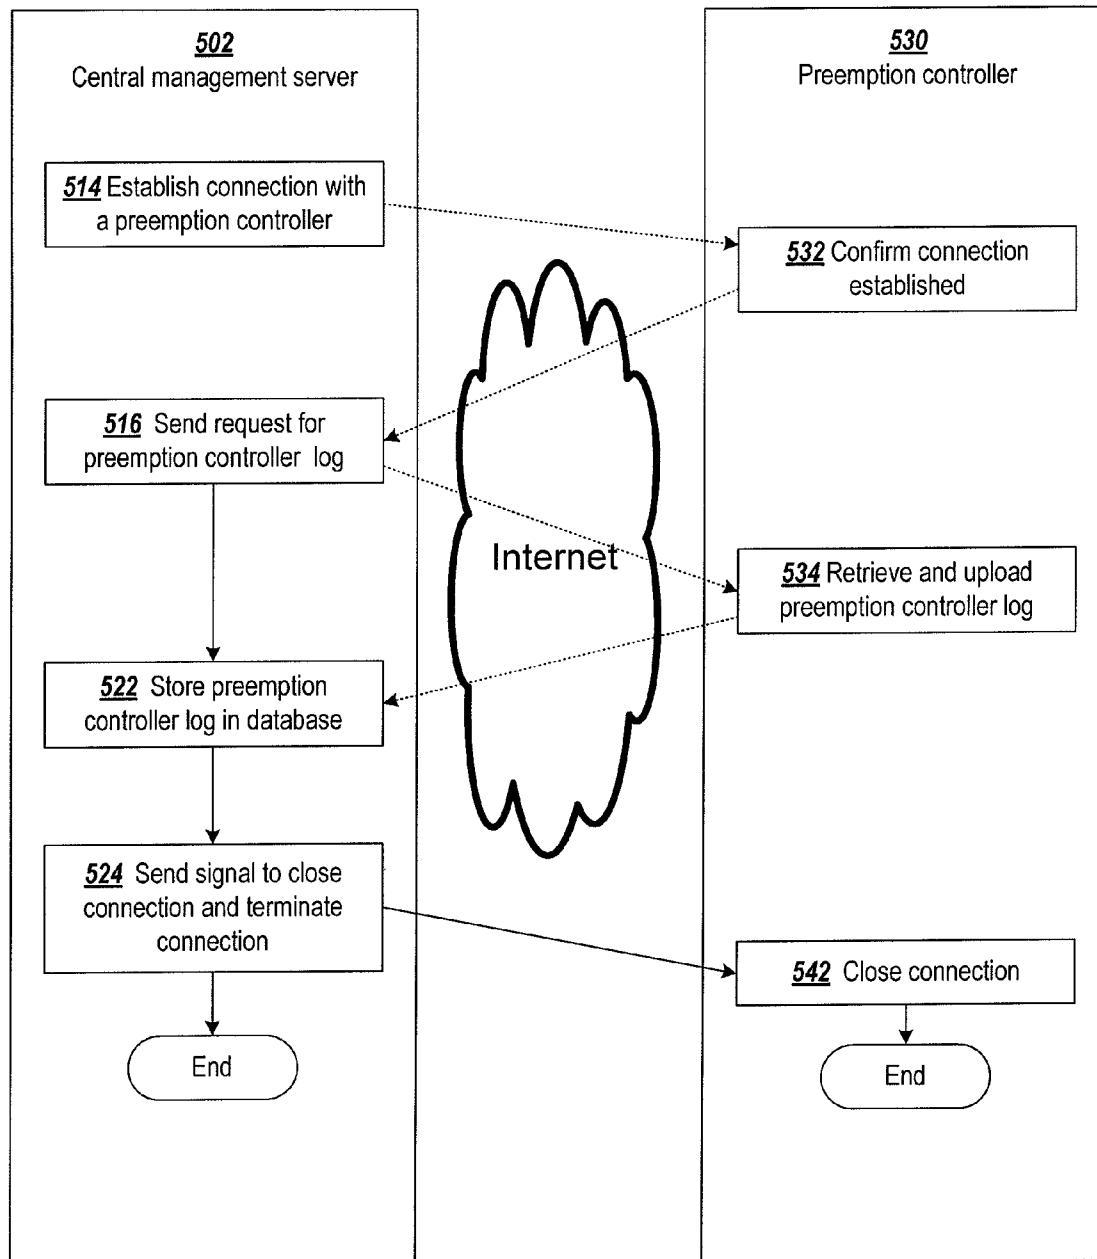 502
Central management server
530
Preemption controller
514 Establish connection with
a preemption controller
532 Confirm connection
established
516 Send request for
preemption controller log
Internet
534 Retrieve and upload
preemption controller log
522 Store preemption
controller log in database
524 Send signal to close
connection and terminate
connection
542 Close connection
End
End